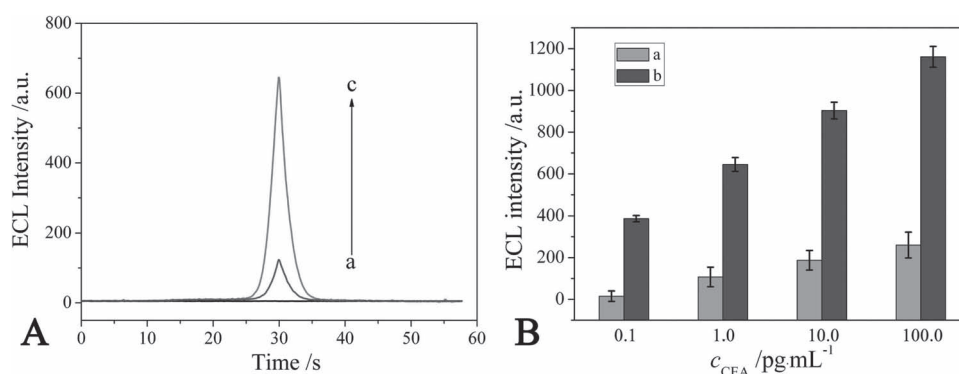 800
600
400
200
0
ECL Intensity /a.u.
c
a
0 10 20 30 40 50 60
Time /s
A
1200
1000
800
600
400
200
0
ECL intensity /a.u.
a
b
0.1 1.0 10.0 100.0
c_CEA /pg.mL⁻¹
B